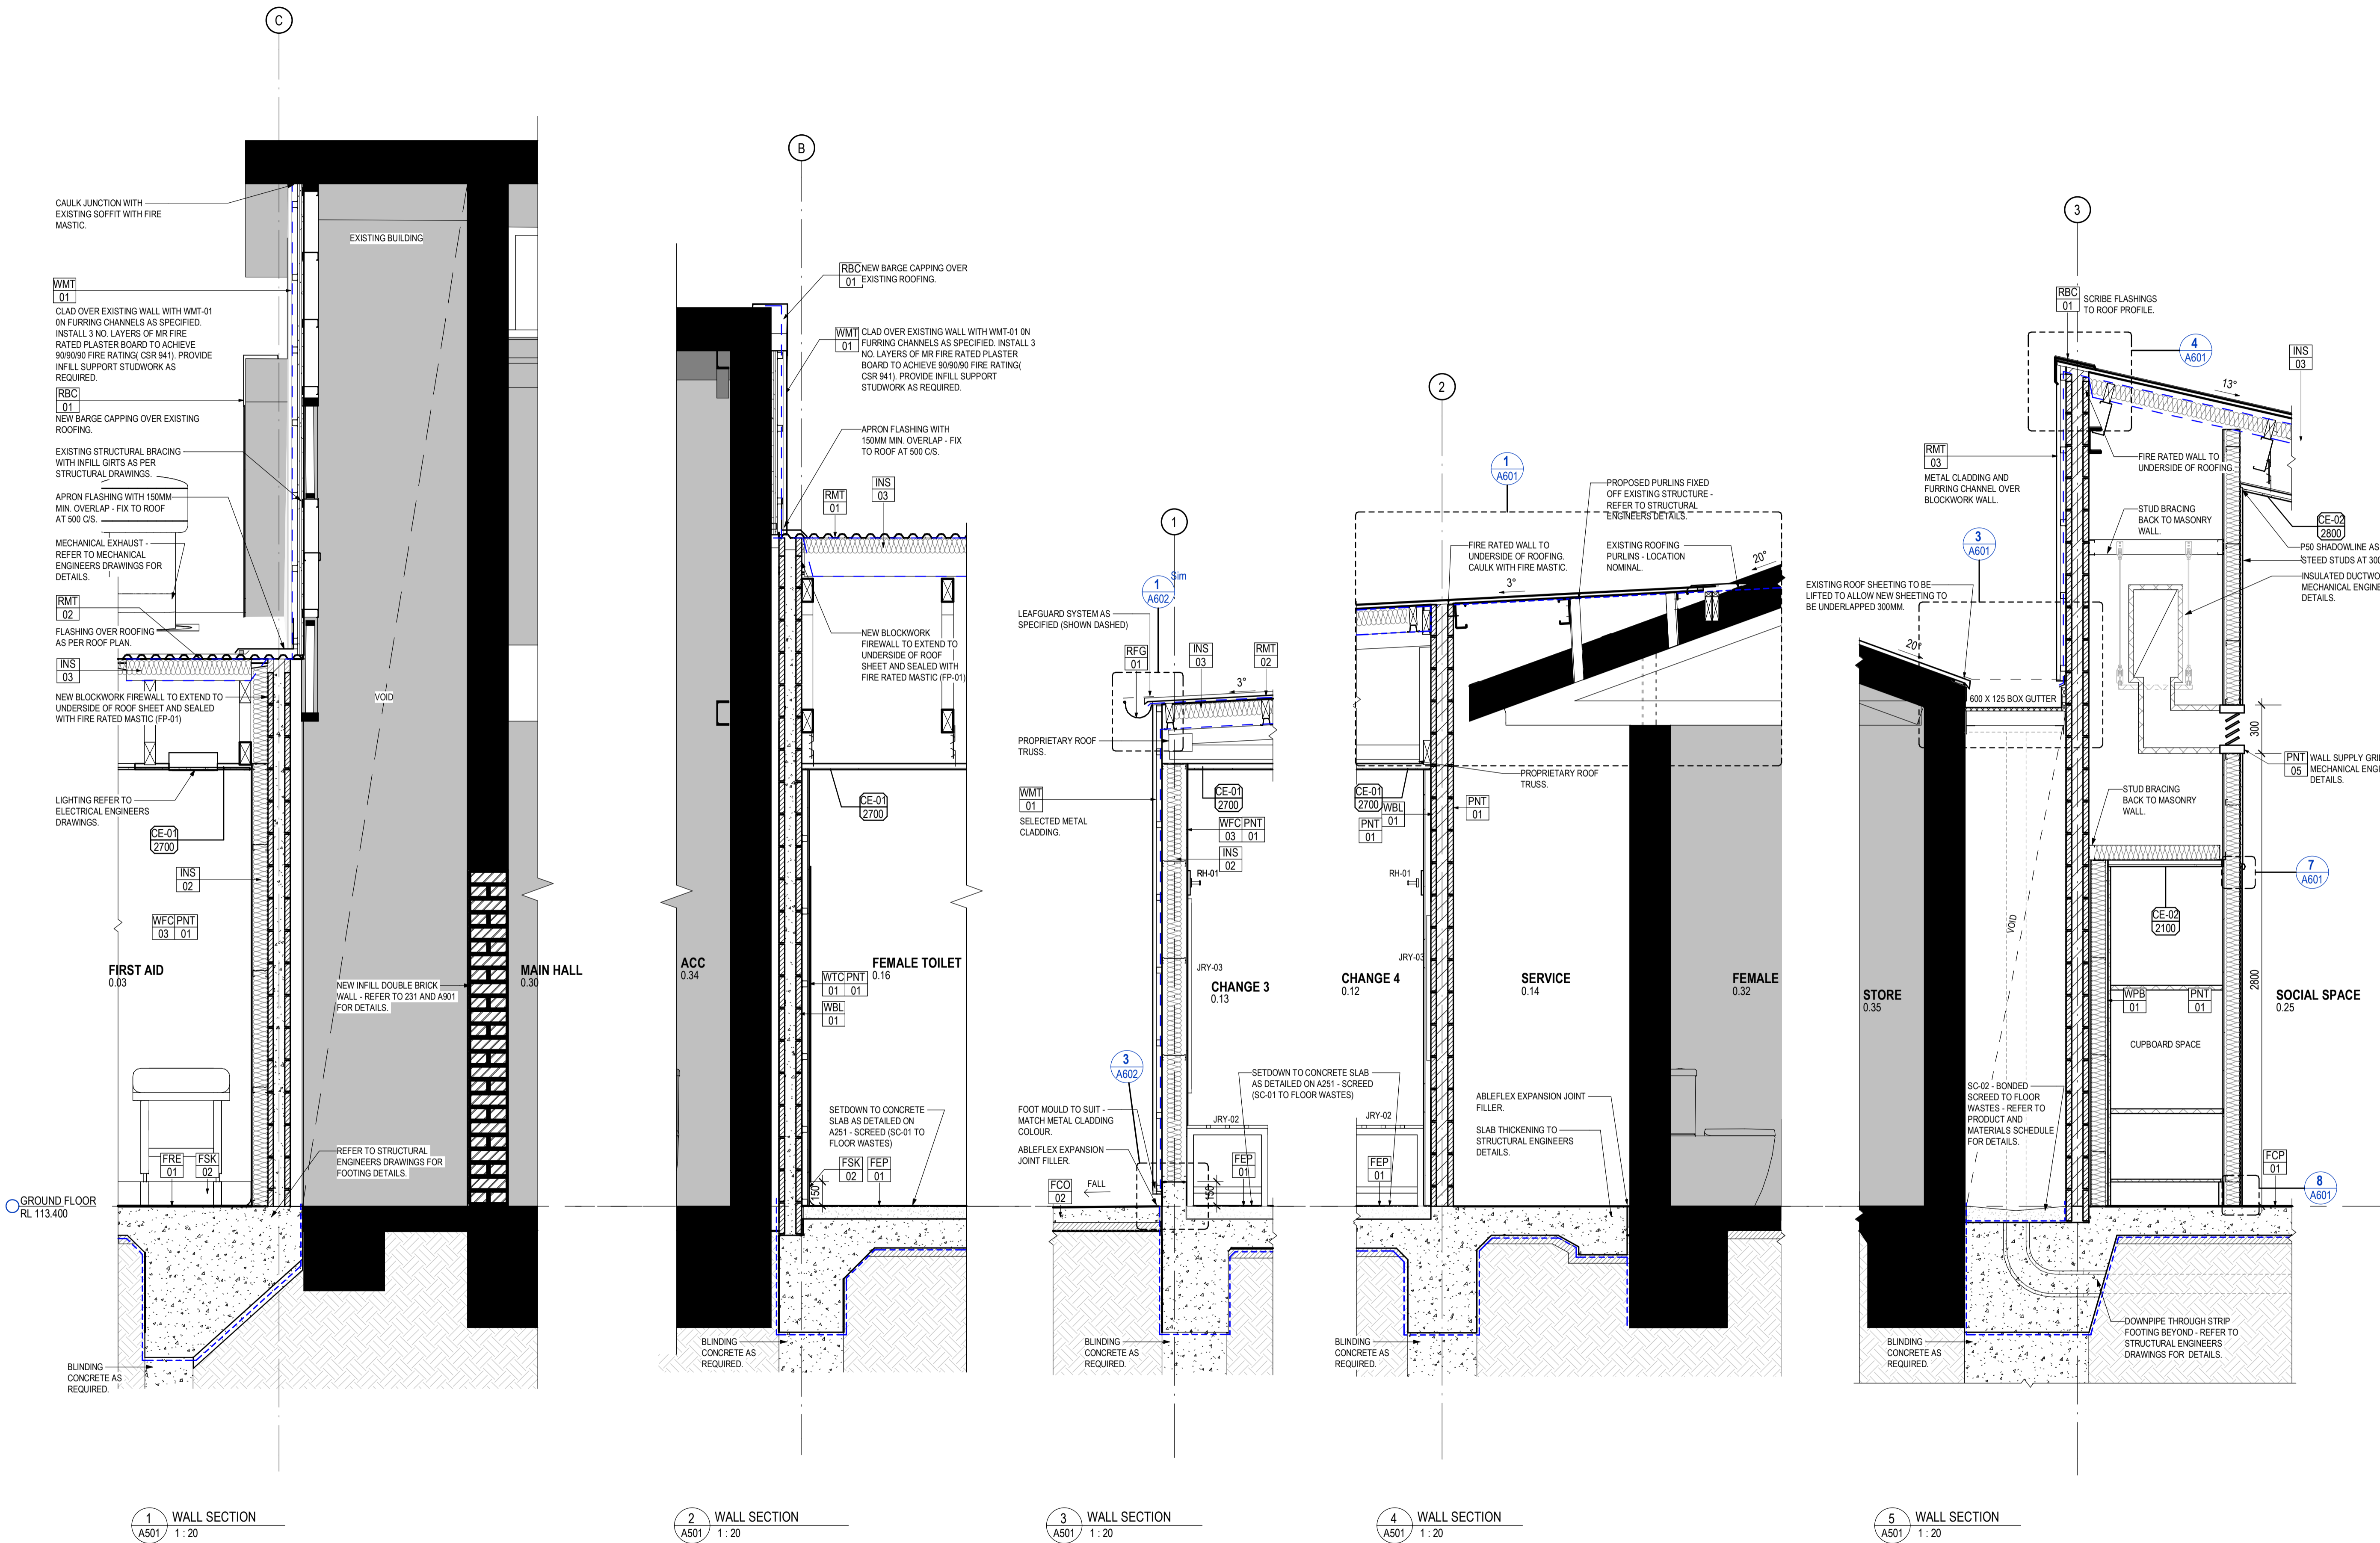 C
CAULK JUNCTION WITH
EXISTING SOFFIT WITH FIRE
MASTIC.
EXISTING BUILDING
WMT
01
CLAD OVER EXISTING WALL WITH WMT-01
0N FURRING CHANNELS AS SPECIFIED.
INSTALL 3 NO. LAYERS OF MR FIRE
RATED PLASTER BOARD TO ACHIEVE
90/90/90 FIRE RATING( CSR 941). PROVIDE
INFILL SUPPORT STUDWORK AS
REQUIRED.
RBC
01
NEW BARGE CAPPING OVER EXISTING
ROOFING.
EXISTING STRUCTURAL BRACING
WITH INFILL GIRTS AS PER
STRUCTURAL DRAWINGS.
APRON FLASHING WITH 150MM
MIN. OVERLAP - FIX TO ROOF
AT 500 C/S.
MECHANICAL EXHAUST -
REFER TO MECHANICAL
ENGINEERS DRAWINGS FOR
DETAILS.
RMT
02
FLASHING OVER ROOFING
AS PER ROOF PLAN.
INS
03
NEW BLOCKWORK FIREWALL TO EXTEND TO
UNDERSIDE OF ROOF SHEET AND SEALED
WITH FIRE RATED MASTIC (FP-01)
VOID
LIGHTING REFER TO
ELECTRICAL ENGINEERS
DRAWINGS.
CE-01
2700
INS
02
WFC PNT
03 01
FIRST AID
0.03
MAIN HALL
0.30
NEW INFILL DOUBLE BRICK
WALL - REFER TO 231 AND A901
FOR DETAILS.
REFER TO STRUCTURAL
ENGINEERS DRAWINGS FOR
FOOTING DETAILS.
FRE
01
FSK
02
GROUND FLOOR
RL 113.400
BLINDING
CONCRETE AS
REQUIRED.
1
A501
WALL SECTION
1 : 20
B
RBC
01
NEW BARGE CAPPING OVER
EXISTING ROOFING.
WMT
01
CLAD OVER EXISTING WALL WITH WMT-01 0N
FURRING CHANNELS AS SPECIFIED. INSTALL 3
NO. LAYERS OF MR FIRE RATED PLASTER
BOARD TO ACHIEVE 90/90/90 FIRE RATING(
CSR 941). PROVIDE INFILL SUPPORT
STUDWORK AS REQUIRED.
APRON FLASHING WITH
150MM MIN. OVERLAP - FIX
TO ROOF AT 500 C/S.
RMT
01
INS
03
NEW BLOCKWORK
FIREWALL TO EXTEND TO
UNDERSIDE OF ROOF
SHEET AND SEALED WITH
FIRE RATED MASTIC (FP-01)
CE-01
2700
ACC
0.34
FEMALE TOILET
0.16
WTC PNT
01 01
WBL
01
SETDOWN TO CONCRETE
SLAB AS DETAILED ON
A251 - SCREED (SC-01 TO
FLOOR WASTES)
150
FSK
02
FEP
01
BLINDING
CONCRETE AS
REQUIRED.
2
A501
WALL SECTION
1 : 20
1
1
A602
Sim
LEAFGUARD SYSTEM AS
SPECIFIED (SHOWN DASHED)
RFG
01
INS
03
RMT
02
3°
PROPRIETARY ROOF
TRUSS.
WMT
01
SELECTED METAL
CLADDING.
CE-01
2700
WFC PNT
03 01
INS
02
RH-01
JRY-03
CHANGE 3
0.13
3
A602
FOOT MOULD TO SUIT -
MATCH METAL CLADDING
COLOUR.
ABLEFLEX EXPANSION
JOINT FILLER.
SETDOWN TO CONCRETE SLAB
AS DETAILED ON A251 - SCREED
(SC-01 TO FLOOR WASTES)
JRY-02
FEP
01
150
FCO
02
FALL
BLINDING
CONCRETE AS
REQUIRED.
3
A501
WALL SECTION
1 : 20
2
1
A601
PROPOSED PURLINS FIXED
OFF EXISTING STRUCTURE -
REFER TO STRUCTURAL
ENGINEERS DETAILS.
FIRE RATED WALL TO
UNDERSIDE OF ROOFING.
CAULK WITH FIRE MASTIC.
EXISTING ROOFING
PURLINS - LOCATION
NOMINAL.
20°
3°
PROPRIETARY ROOF
TRUSS.
CE-01
2700
WBL
01
PNT
01
PNT
01
RH-01
JRY-03
CHANGE 4
0.12
SERVICE
0.14
FEMALE
0.32
ABLEFLEX EXPANSION JOINT
FILLER.
SLAB THICKENING TO
STRUCTURAL ENGINEERS
DETAILS.
JRY-02
FEP
01
BLINDING
CONCRETE AS
REQUIRED.
4
A501
WALL SECTION
1 : 20
3
RBC
01
SCRIBE FLASHINGS
TO ROOF PROFILE.
4
A601
INS
03
13°
RMT
03
METAL CLADDING AND
FURRING CHANNEL OVER
BLOCKWORK WALL.
FIRE RATED WALL TO
UNDERSIDE OF ROOFING.
STUD BRACING
BACK TO MASONRY
WALL.
CE-02
2800
P50 SHADOWLINE AS
STEED STUDS AT 300
INSULATED DUCTWO
MECHANICAL ENGINE
DETAILS.
3
A601
EXISTING ROOF SHEETING TO BE
LIFTED TO ALLOW NEW SHEETING TO
BE UNDERLAPPED 300MM.
20°
600 X 125 BOX GUTTER
300
PNT
05
WALL SUPPLY GRI
MECHANICAL ENGI
DETAILS.
STUD BRACING
BACK TO MASONRY
WALL.
7
A601
CE-02
2100
VOID
STORE
0.35
WPB
01
PNT
01
2800
SOCIAL SPACE
0.25
CUPBOARD SPACE
SC-02 - BONDED
SCREED TO FLOOR
WASTES - REFER TO
PRODUCT AND
MATERIALS SCHEDULE
FOR DETAILS.
FCP
01
8
A601
DOWNPIPE THROUGH STRIP
FOOTING BEYOND - REFER TO
STRUCTURAL ENGINEERS
DRAWINGS FOR DETAILS.
BLINDING
CONCRETE AS
REQUIRED.
5
A501
WALL SECTION
1 : 20